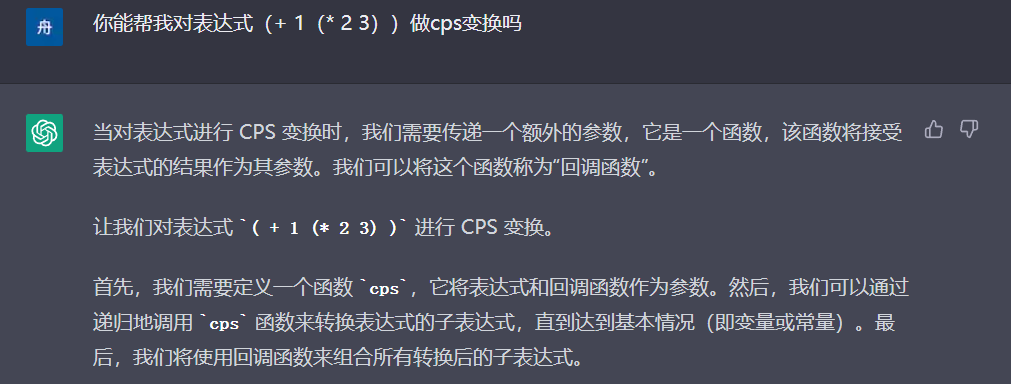 舟
你能帮我对表达式（+ 1（* 2 3））做cps变换吗
当对表达式进行 CPS 变换时，我们需要传递一个额外的参数，它是一个函数，该函数将接受
表达式的结果作为其参数。我们可以将这个函数称为“回调函数”。
让我们对表达式 `( + 1 (* 2 3) )` 进行 CPS 变换。
首先，我们需要定义一个函数 `cps`，它将表达式和回调函数作为参数。然后，我们可以通过
递归地调用 `cps` 函数来转换表达式的子表达式，直到达到基本情况（即变量或常量）。最
后，我们将使用回调函数来组合所有转换后的子表达式。